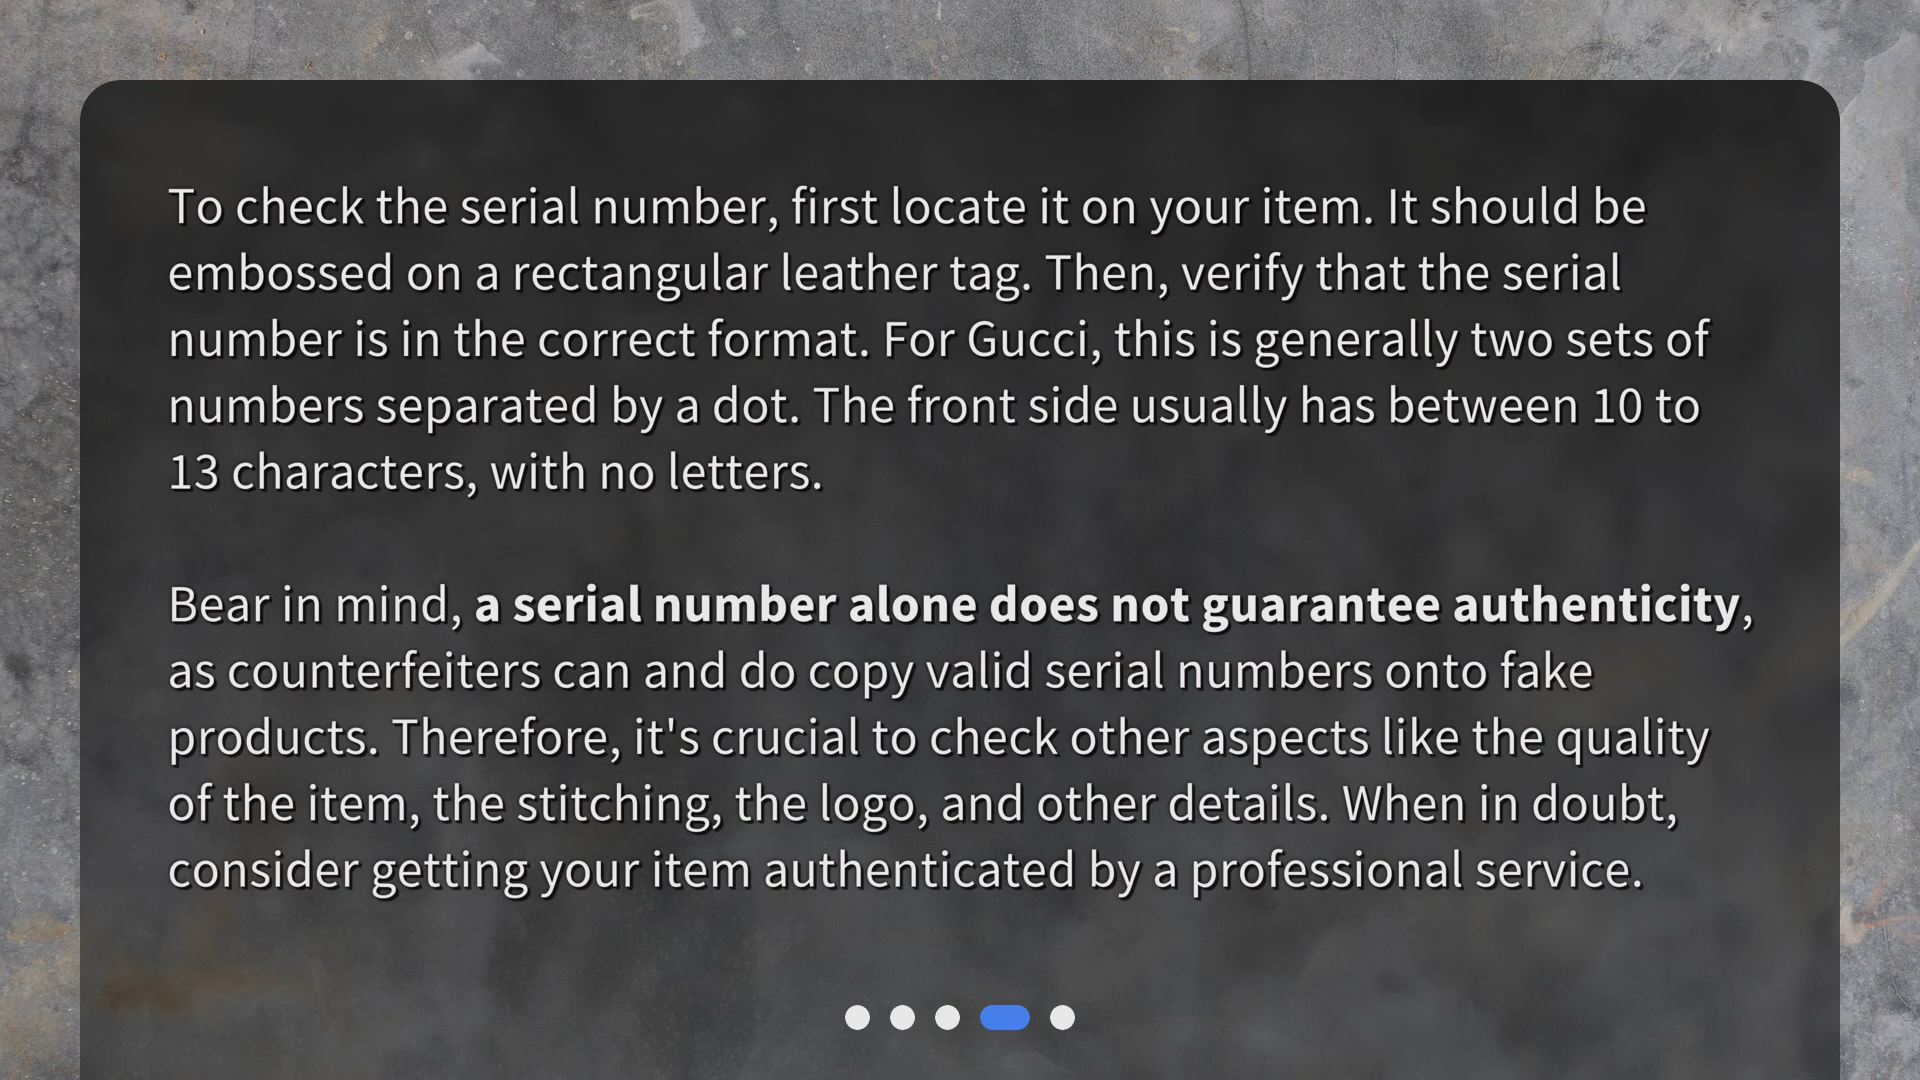 To check the serial number, first locate it on your item. It should be
embossed on a rectangular leather tag. Then, verify that the serial
number is in the correct format. For Gucci, this is generally two sets of
numbers separated by a dot. The front side usually has between 10 to
13 characters, with no letters.
Bear in mind, a serial number alone does not guarantee authenticity,
as counterfeiters can and do copy valid serial numbers onto fake
products. Therefore, it's crucial to check other aspects like the quality
of the item, the stitching, the logo, and other details. When in doubt,
consider getting your item authenticated by a professional service.